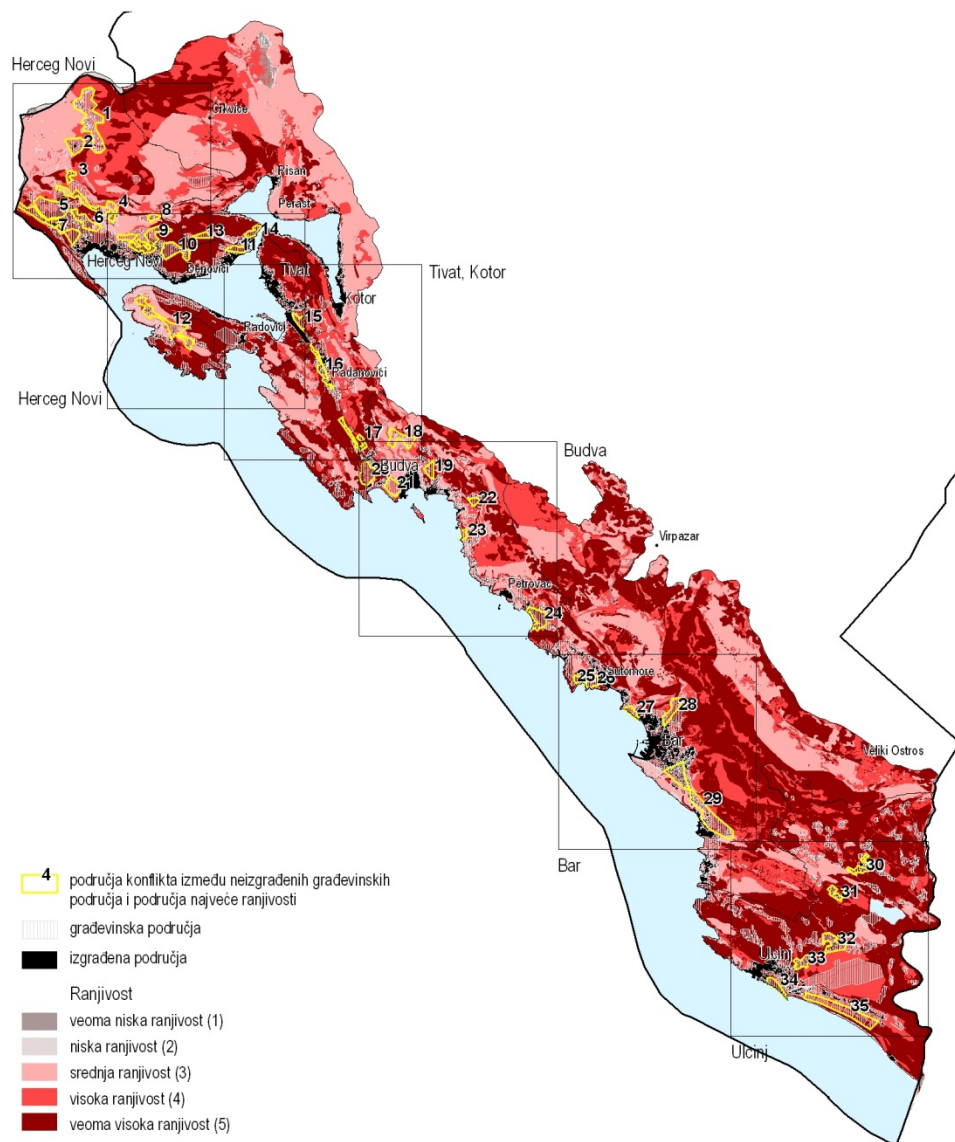 Herceg Novi
1
Crkvice
2
3
Risan
4
5
8
Perast
6
7
9
13
14
10
11
Herceg Novi
Đenovići
Tivat
Tivat, Kotor
Kotor
12
15
Radovići
16
Radanovići
Herceg Novi
17
18
Budva
Budva
19
20
21
22
23
Virpazar
Petrovac
24
Sutomore
25
26
27
28
Bar
Veliki Ostros
29
Bar
30
31
32
Ulcinj
33
34
35
Ulcinj
4
područja konflikta između neizgrađenih građevinskih
područja i područja najveće ranjivosti
građevinska područja
izgrađena područja
Ranjivost
veoma niska ranjivost (1)
niska ranjivost (2)
srednja ranjivost (3)
visoka ranjivost (4)
veoma visoka ranjivost (5)